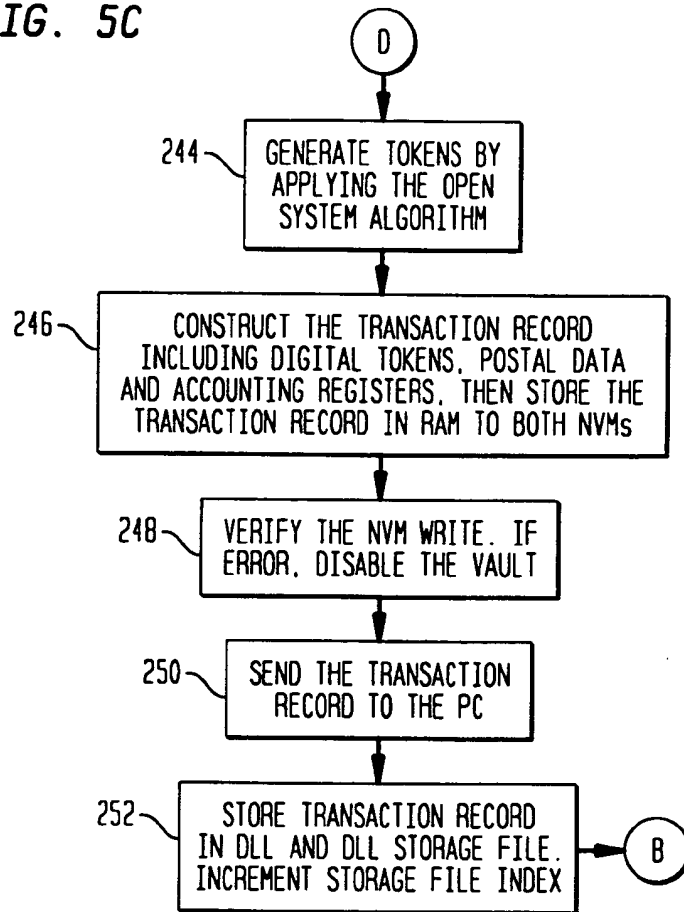 IG. 5C
D
244
GENERATE TOKENS BY
APPLYING THE OPEN
SYSTEM ALGORITHM
246
CONSTRUCT THE TRANSACTION RECORD
INCLUDING DIGITAL TOKENS, POSTAL DATA
AND ACCOUNTING REGISTERS, THEN STORE THE
TRANSACTION RECORD IN RAM TO BOTH NVMs
248
VERIFY THE NVM WRITE. IF
ERROR, DISABLE THE VAULT
250
SEND THE TRANSACTION
RECORD TO THE PC
252
STORE TRANSACTION RECORD
IN DLL AND DLL STORAGE FILE.
INCREMENT STORAGE FILE INDEX
B